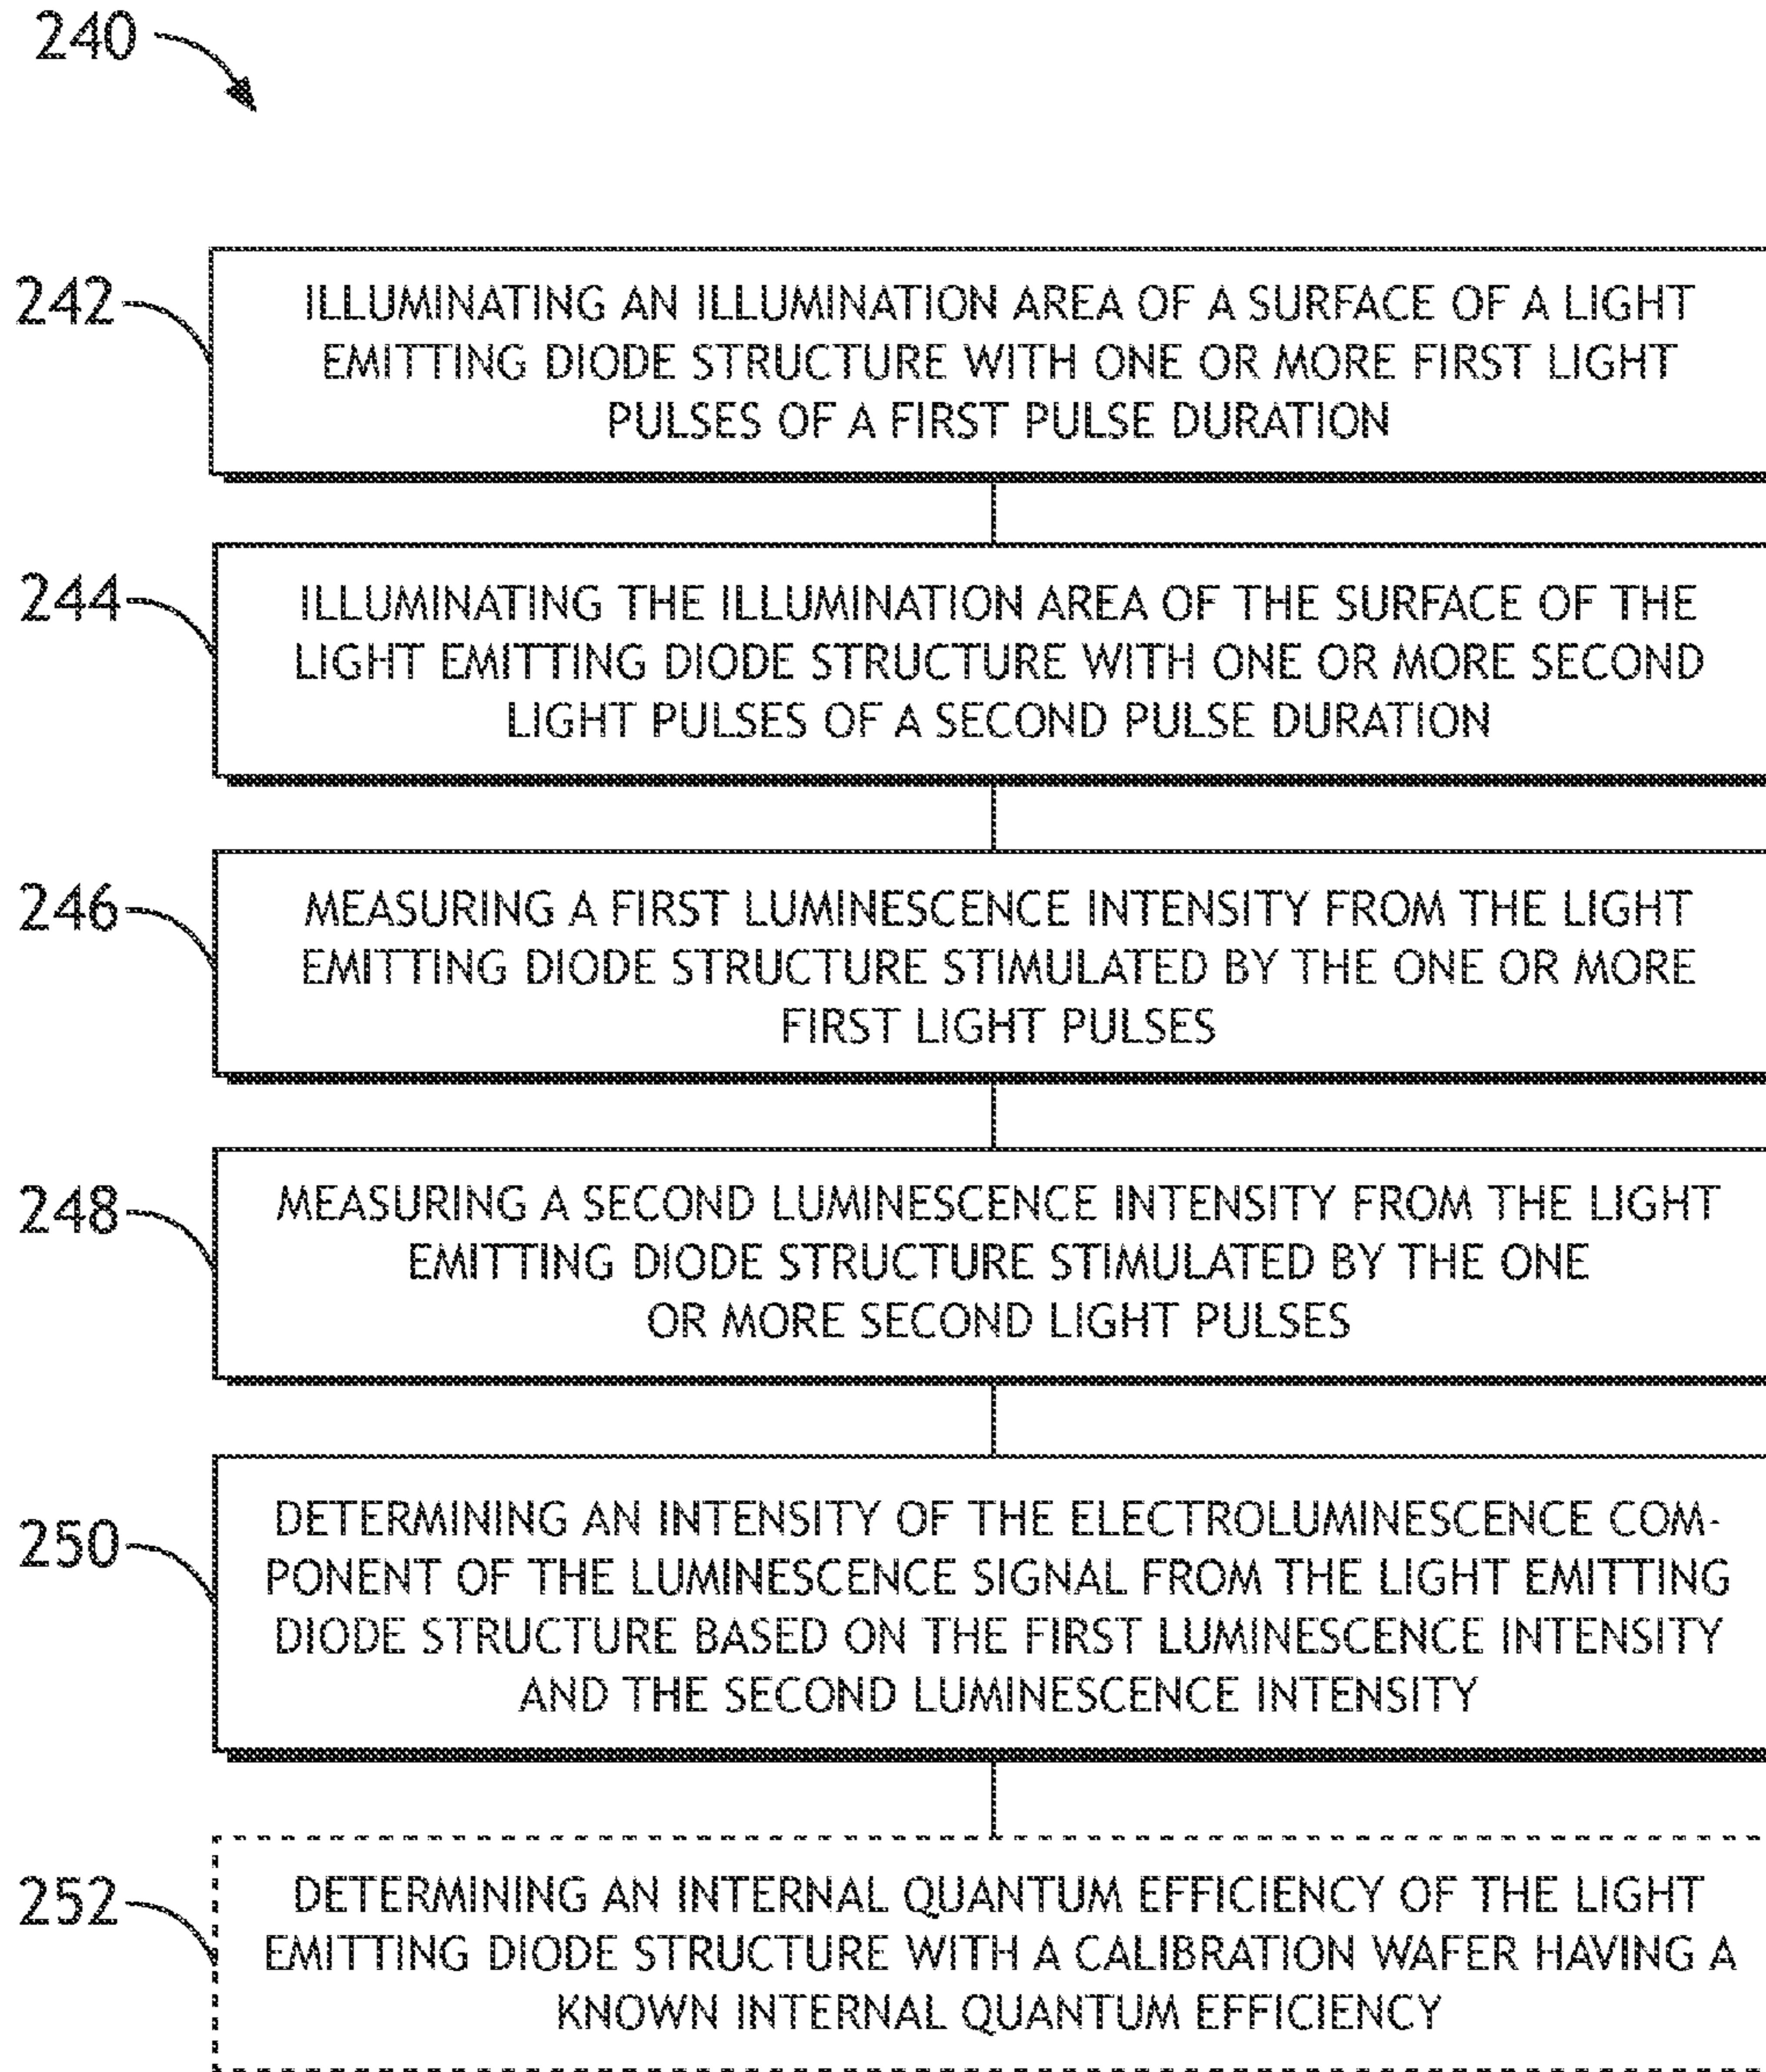 240
242
ILLUMINATING AN ILLUMINATION AREA OF A SURFACE OF A LIGHT
EMITTING DIODE STRUCTURE WITH ONE OR MORE FIRST LIGHT
PULSES OF A FIRST PULSE DURATION
244
ILLUMINATING THE ILLUMINATION AREA OF THE SURFACE OF THE
LIGHT EMITTING DIODE STRUCTURE WITH ONE OR MORE SECOND
LIGHT PULSES OF A SECOND PULSE DURATION
246
MEASURING A FIRST LUMINESCENCE INTENSITY FROM THE LIGHT
EMITTING DIODE STRUCTURE STIMULATED BY THE ONE OR MORE
FIRST LIGHT PULSES
248
MEASURING A SECOND LUMINESCENCE INTENSITY FROM THE LIGHT
EMITTING DIODE STRUCTURE STIMULATED BY THE ONE
OR MORE SECOND LIGHT PULSES
250
DETERMINING AN INTENSITY OF THE ELECTROLUMINESCENCE COM-
PONENT OF THE LUMINESCENCE SIGNAL FROM THE LIGHT EMITTING
DIODE STRUCTURE BASED ON THE FIRST LUMINESCENCE INTENSITY
AND THE SECOND LUMINESCENCE INTENSITY
252
DETERMINING AN INTERNAL QUANTUM EFFICIENCY OF THE LIGHT
EMITTING DIODE STRUCTURE WITH A CALIBRATION WAFER HAVING A
KNOWN INTERNAL QUANTUM EFFICIENCY